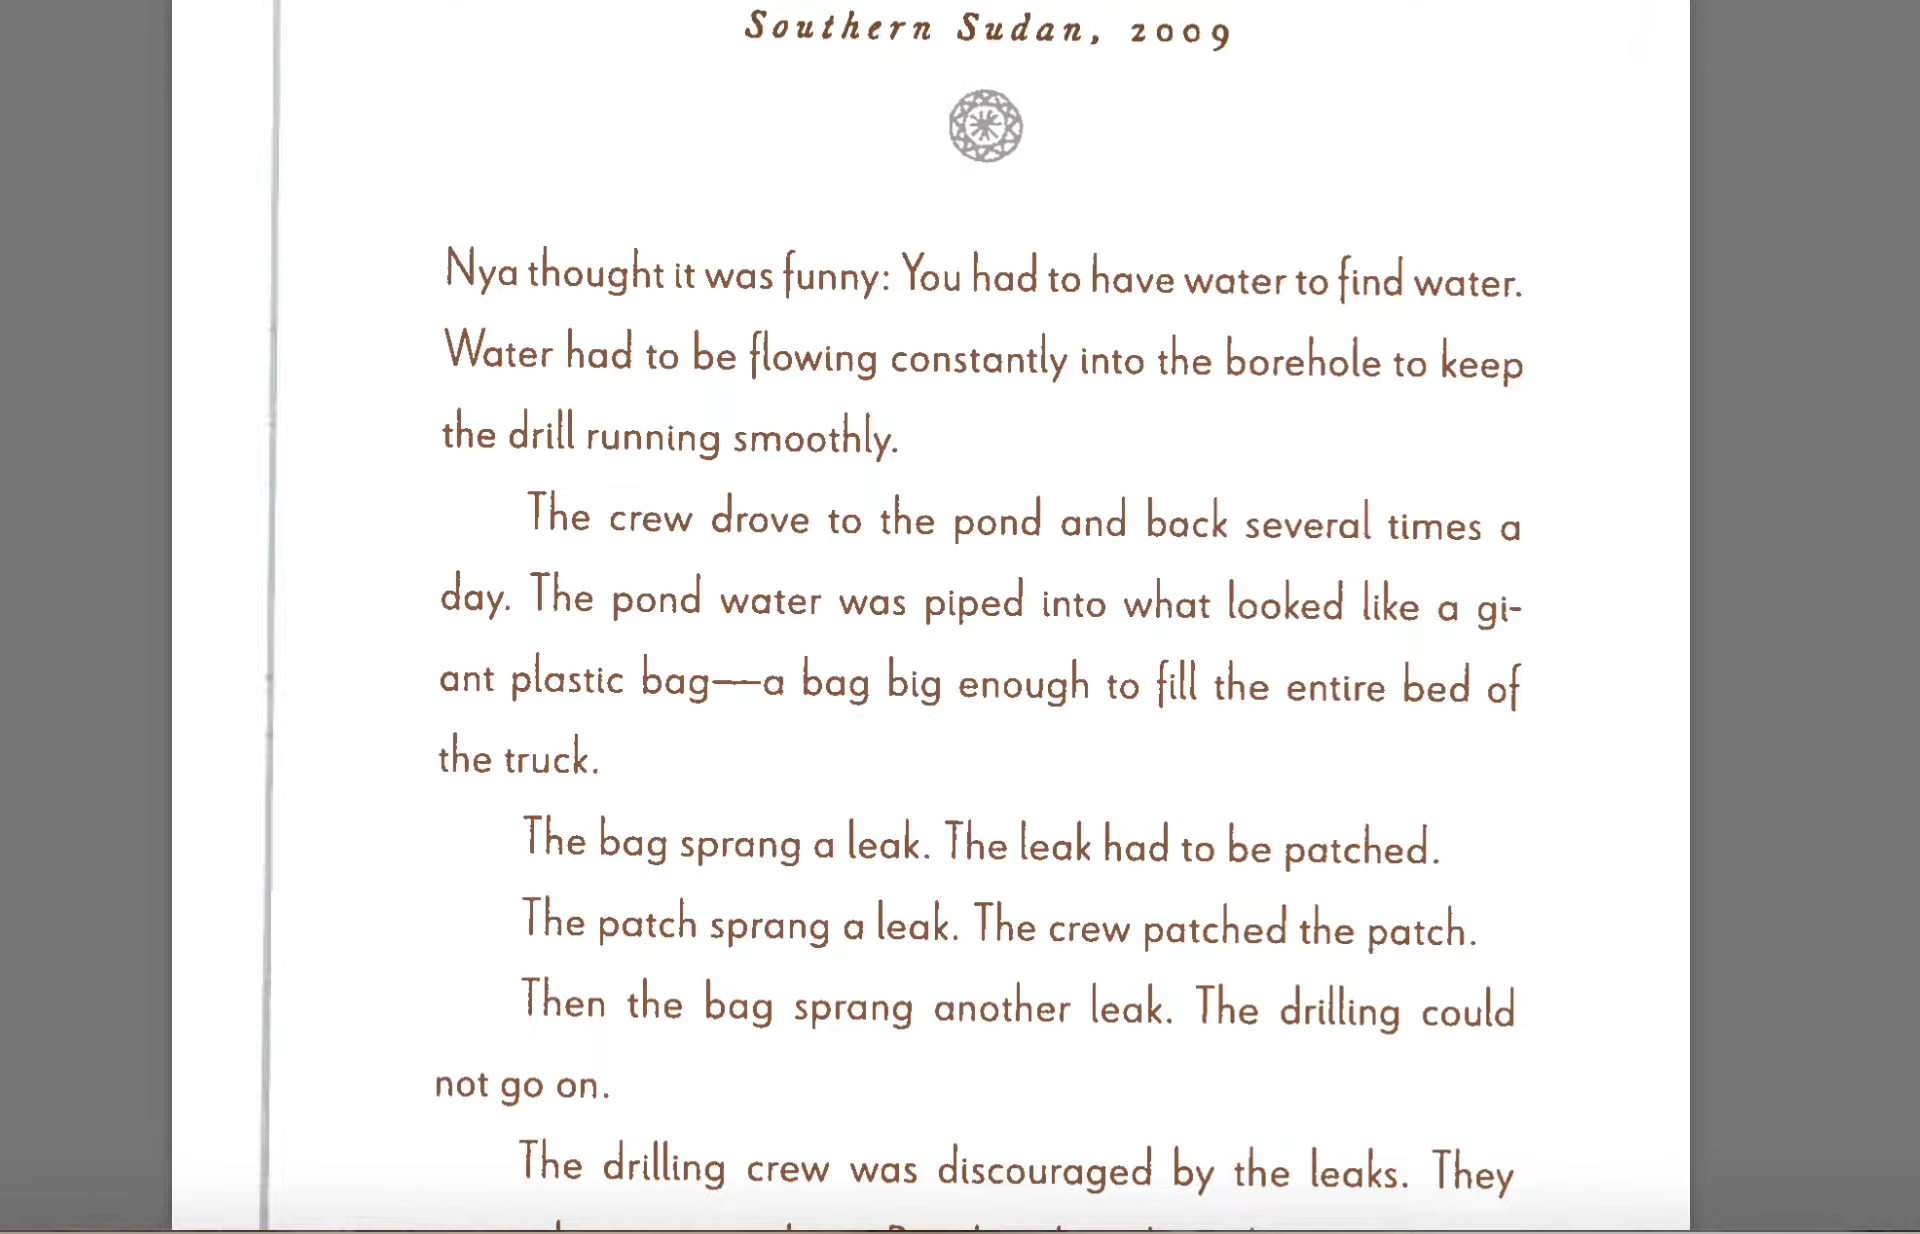 Southern Sudan, 2009
Nya thought it was funny: You had to have water to find water.
Water had to be flowing constantly into the borehole to keep
the drill running smoothly.
The crew drove to the pond and back several times a
day. The pond water was piped into what looked like a gi-
ant plastic bag—a bag big enough to fill the entire bed of
the truck.
The bag sprang a leak. The leak had to be patched.
The patch sprang a leak. The crew patched the patch.
Then the bag sprang another leak. The drilling could
not go on.
The drilling crew was discouraged by the leaks. They